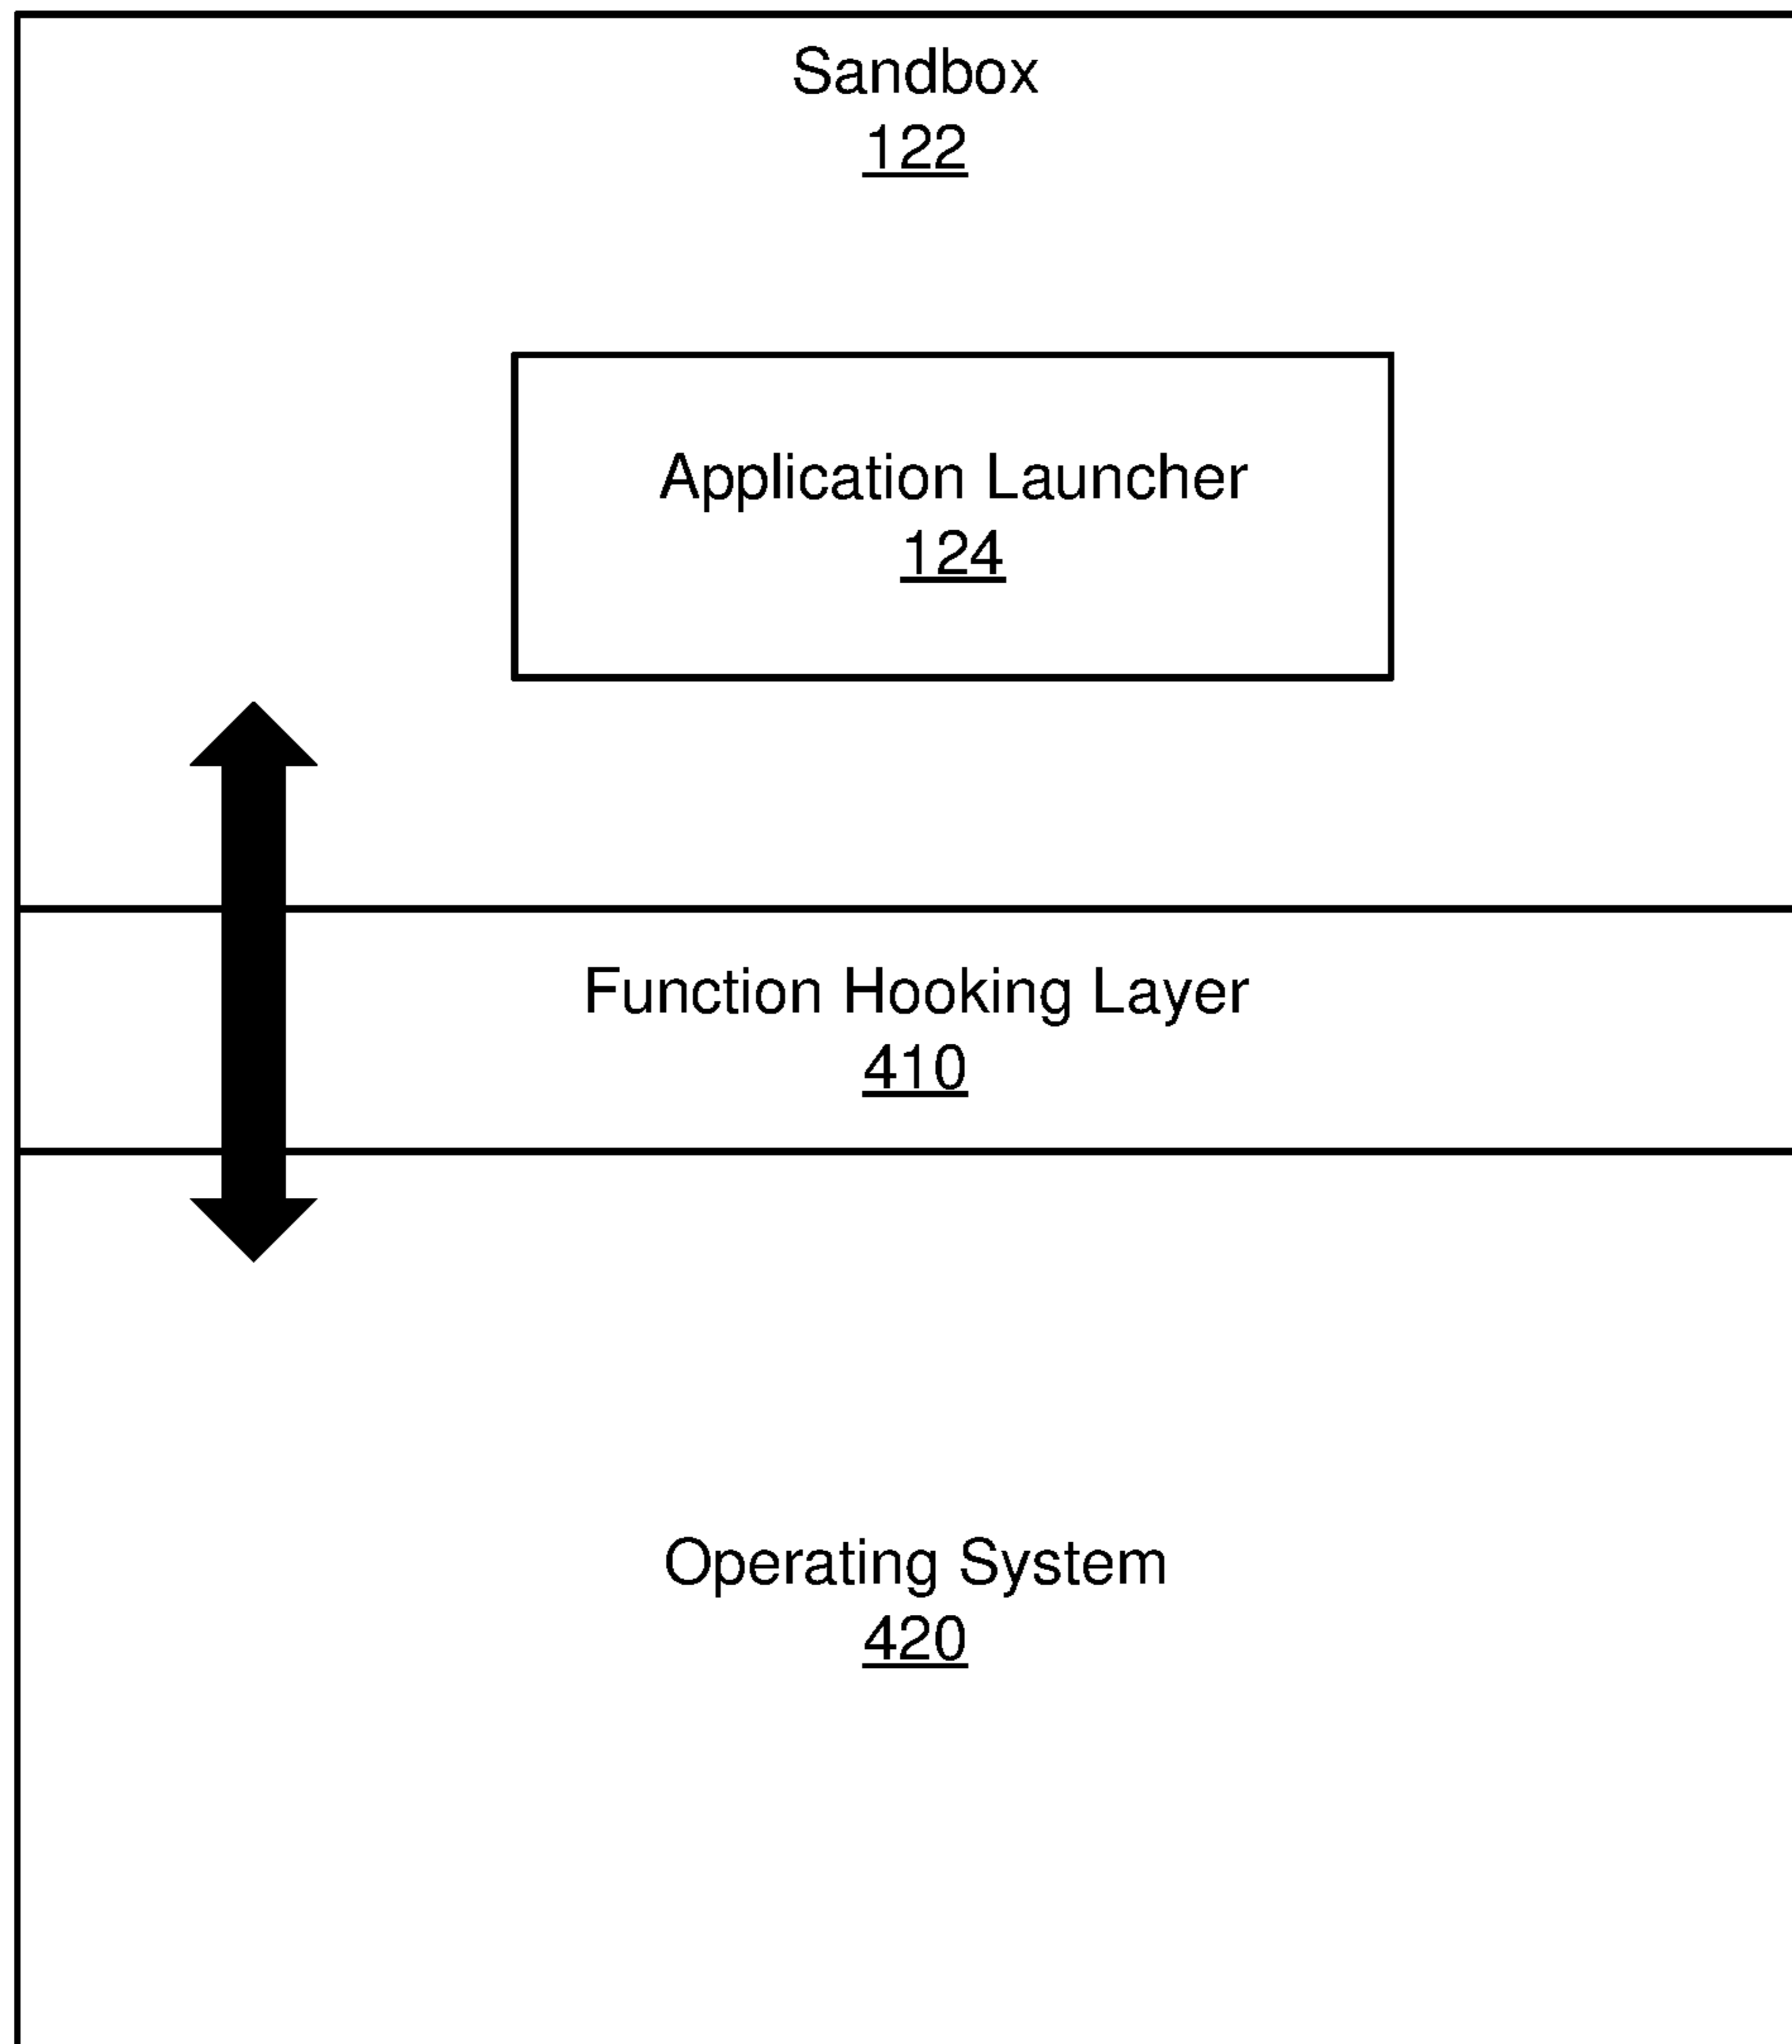 Sandbox
122
Application Launcher
124
Function Hooking Layer
410
Operating System
420